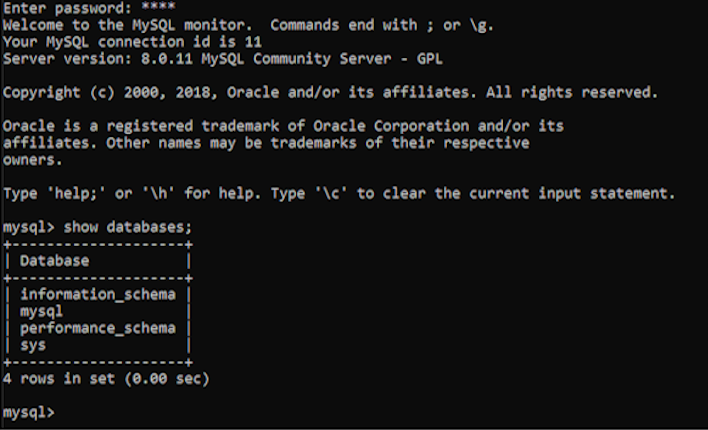 Enter password: ****
Welcome to the MySQL monitor.  Commands end with ; or \g.
Your MySQL connection id is 11
Server version: 8.0.11 MySQL Community Server - GPL
Copyright (c) 2000, 2018, Oracle and/or its affiliates. All rights reserved.
Oracle is a registered trademark of Oracle Corporation and/or its
affiliates. Other names may be trademarks of their respective
owners.
Type 'help;' or '\h' for help. Type '\c' to clear the current input statement.
mysql> show databases;
+--------------------+
| Database           |
+--------------------+
| information_schema |
| mysql              |
| performance_schema |
| sys                |
+--------------------+
4 rows in set (0.00 sec)
mysql>